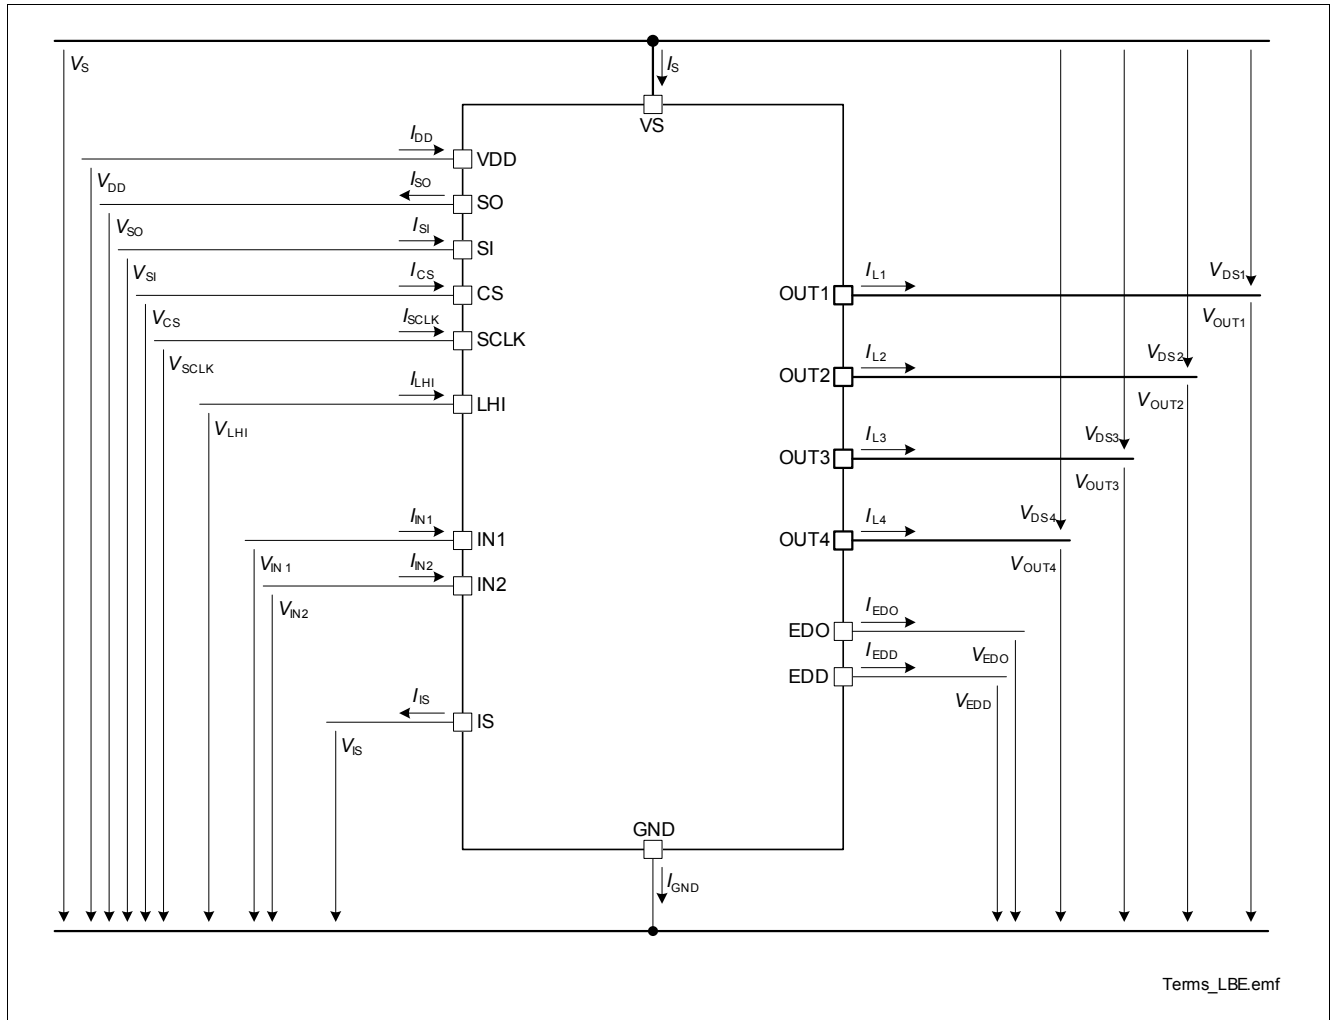 VS
IS
VS
IDD
VDD
VDD
ISO
SO
VSO
ISI
SI
VSI
ICS
CS
VCS
ISCLK
SCLK
VSCLK
ILHI
LHI
VLHI
IIN1
IN1
VIN 1
IIN2
IN2
VIN2
IIS
IS
VIS
VDS1
OUT1
IL1
VOUT1
VDS2
OUT2
IL2
VOUT2
VDS3
OUT3
IL3
VOUT3
VDS4
OUT4
IL4
VOUT4
EDO
IEDO
VEDO
EDD
IEDD
VEDD
GND
IGND
Terms_LBE.emf